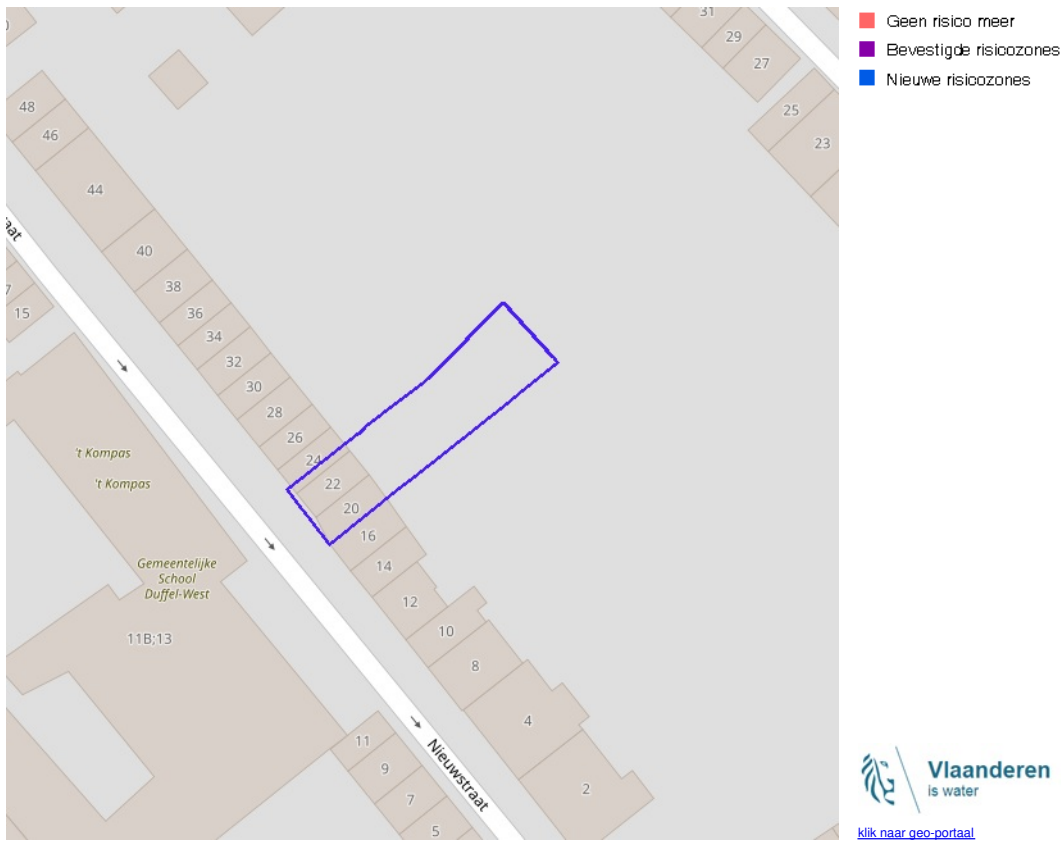 31
29
27
25
23
48
46
44
40
38
36
34
32
30
28
26
24
22
20
16
14
12
10
8
4
2
aat
7
15
't Kompas
't Kompas
Gemeentelijke
School
Duffel-West
11B;13
11
9
7
5
Nieuwstraat
Geen risico meer
Bevestigde risicozones
Nieuwe risicozones
Vlaanderen
is water
klik naar geo-portaal